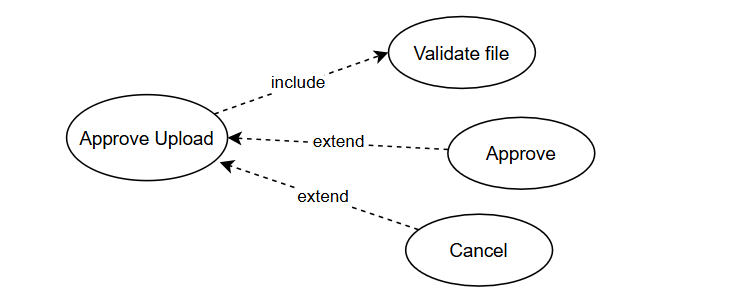 Validate file
include
Approve Upload
extend
Approve
extend
Cancel